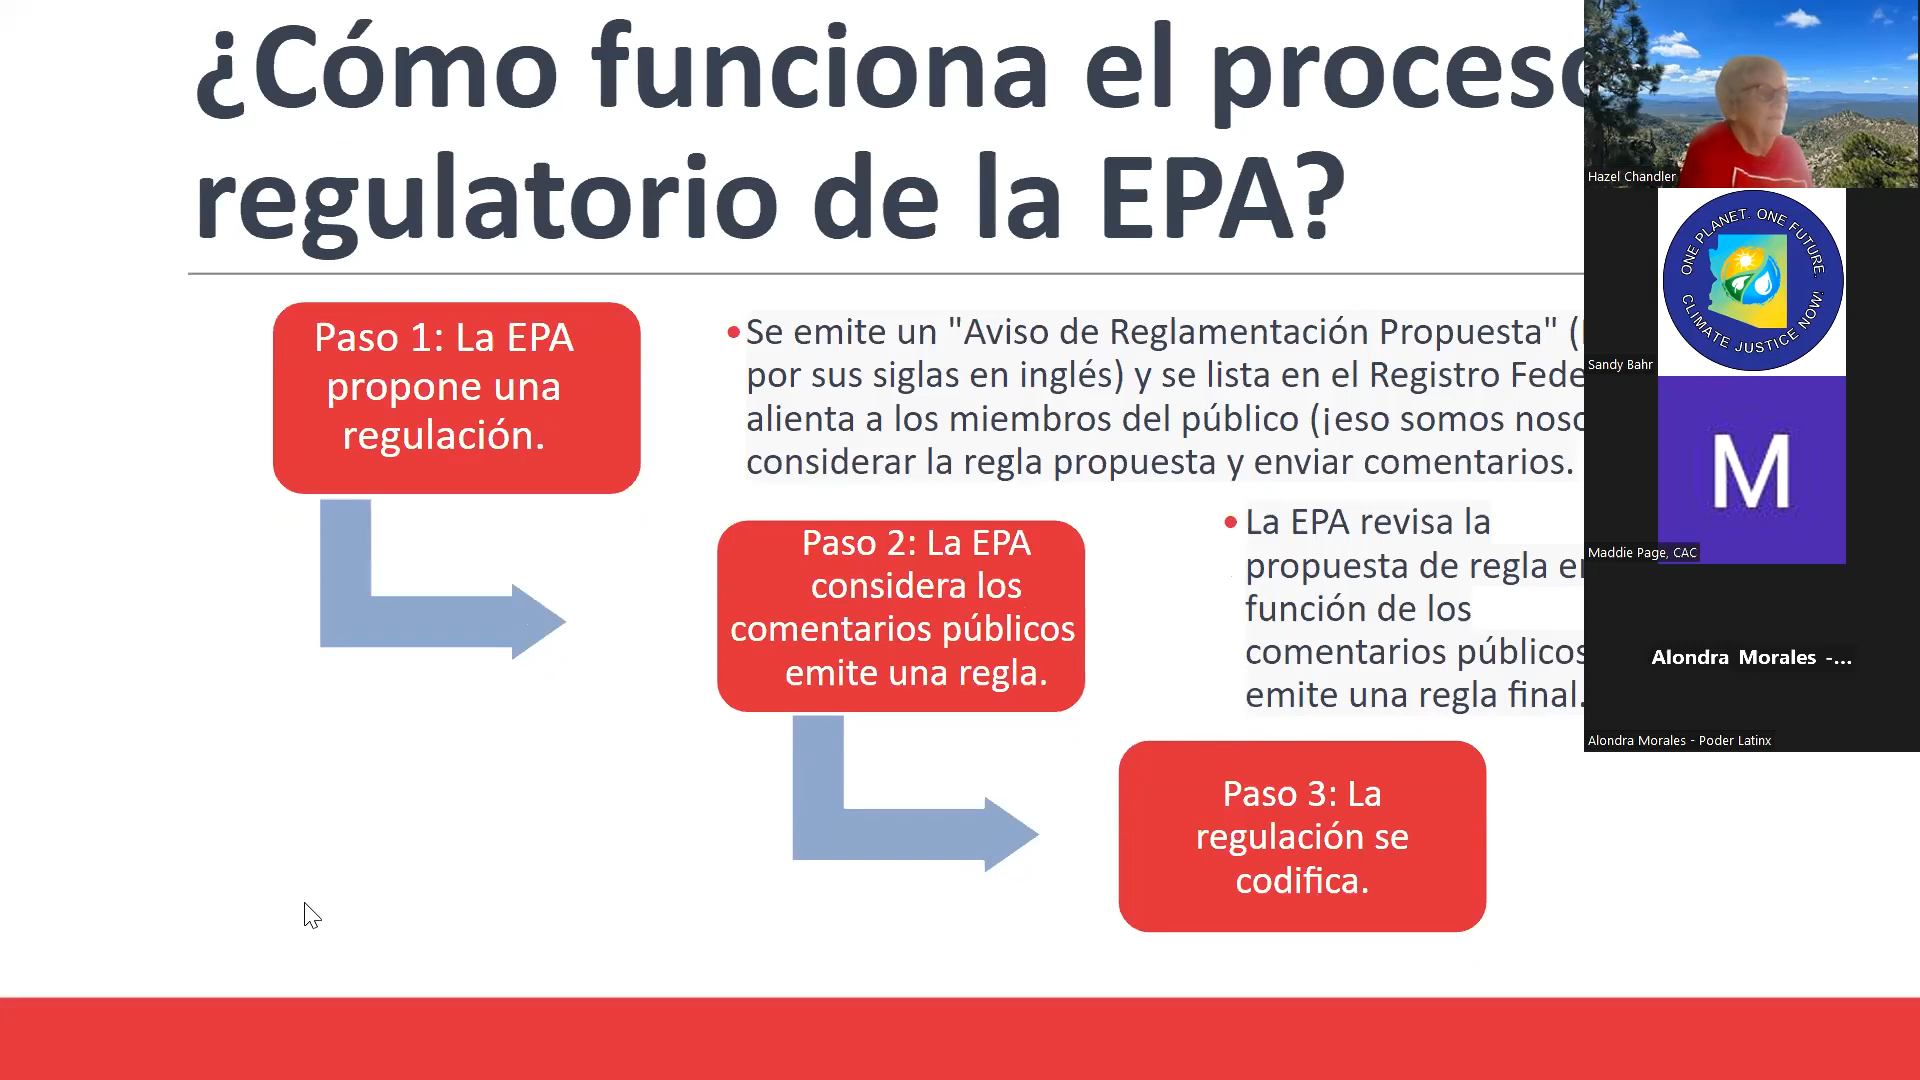 ¿Cómo funciona el proceso
regulatorio de la EPA?
Paso 1: La EPA
propone una
regulación.
•Se emite un "Aviso de Reglamentación Propuesta" (
por sus siglas en inglés) y se lista en el Registro Fede
alienta a los miembros del público (¡eso somos noso
considerar la regla propuesta y enviar comentarios.
Paso 2: La EPA
considera los
comentarios públicos
emite una regla.
•La EPA revisa la
propuesta de regla en
función de los
comentarios públicos
emite una regla final.
Paso 3: La
regulación se
codifica.
Hazel Chandler
ONE PLANET. ONE FUTURE.
CLIMATE JUSTICE NOW!
Sandy Bahr
M
Maddie Page, CAC
Alondra Morales -...
Alondra Morales - Poder Latinx